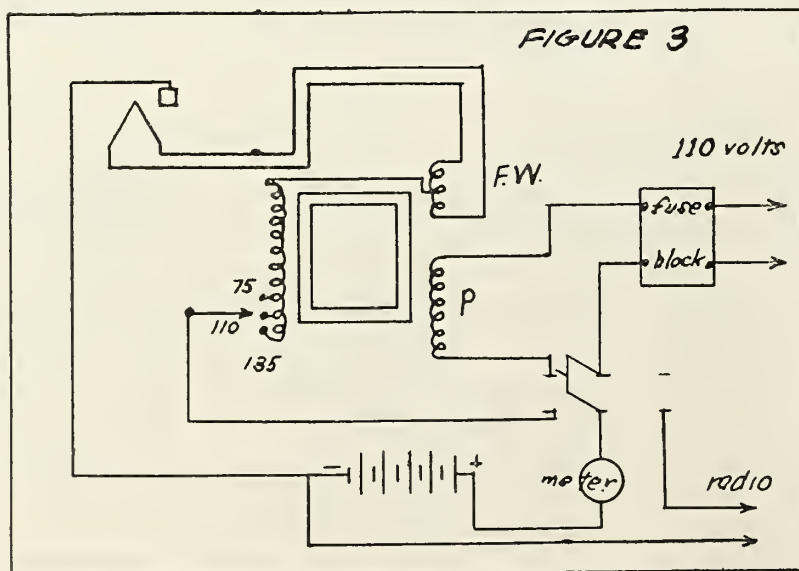 FIGURE 3
110 volts
F.W.
fuse
block
75
P
110
135
- +
meter
radio